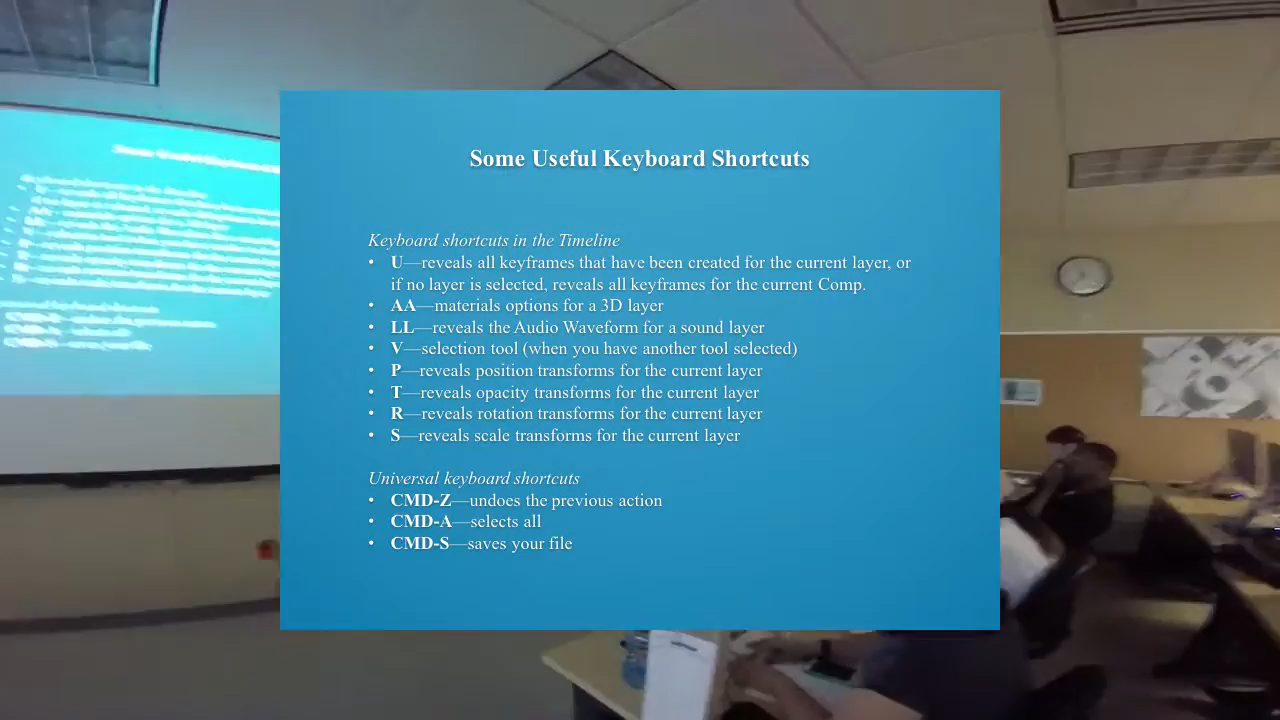 Some Useful Keyboard Shortcuts
Keyboard shortcuts in the Timeline
• U—reveals all keyframes that have been created for the current layer, or
if no layer is selected, reveals all keyframes for the current Comp.
• AA—materials options for a 3D layer
• LL—reveals the Audio Waveform for a sound layer
• V—selection tool (when you have another tool selected)
• P—reveals position transforms for the current layer
• T—reveals opacity transforms for the current layer
• R—reveals rotation transforms for the current layer
• S—reveals scale transforms for the current layer
Universal keyboard shortcuts
• CMD-Z—undoes the previous action
• CMD-A—selects all
• CMD-S—saves your file